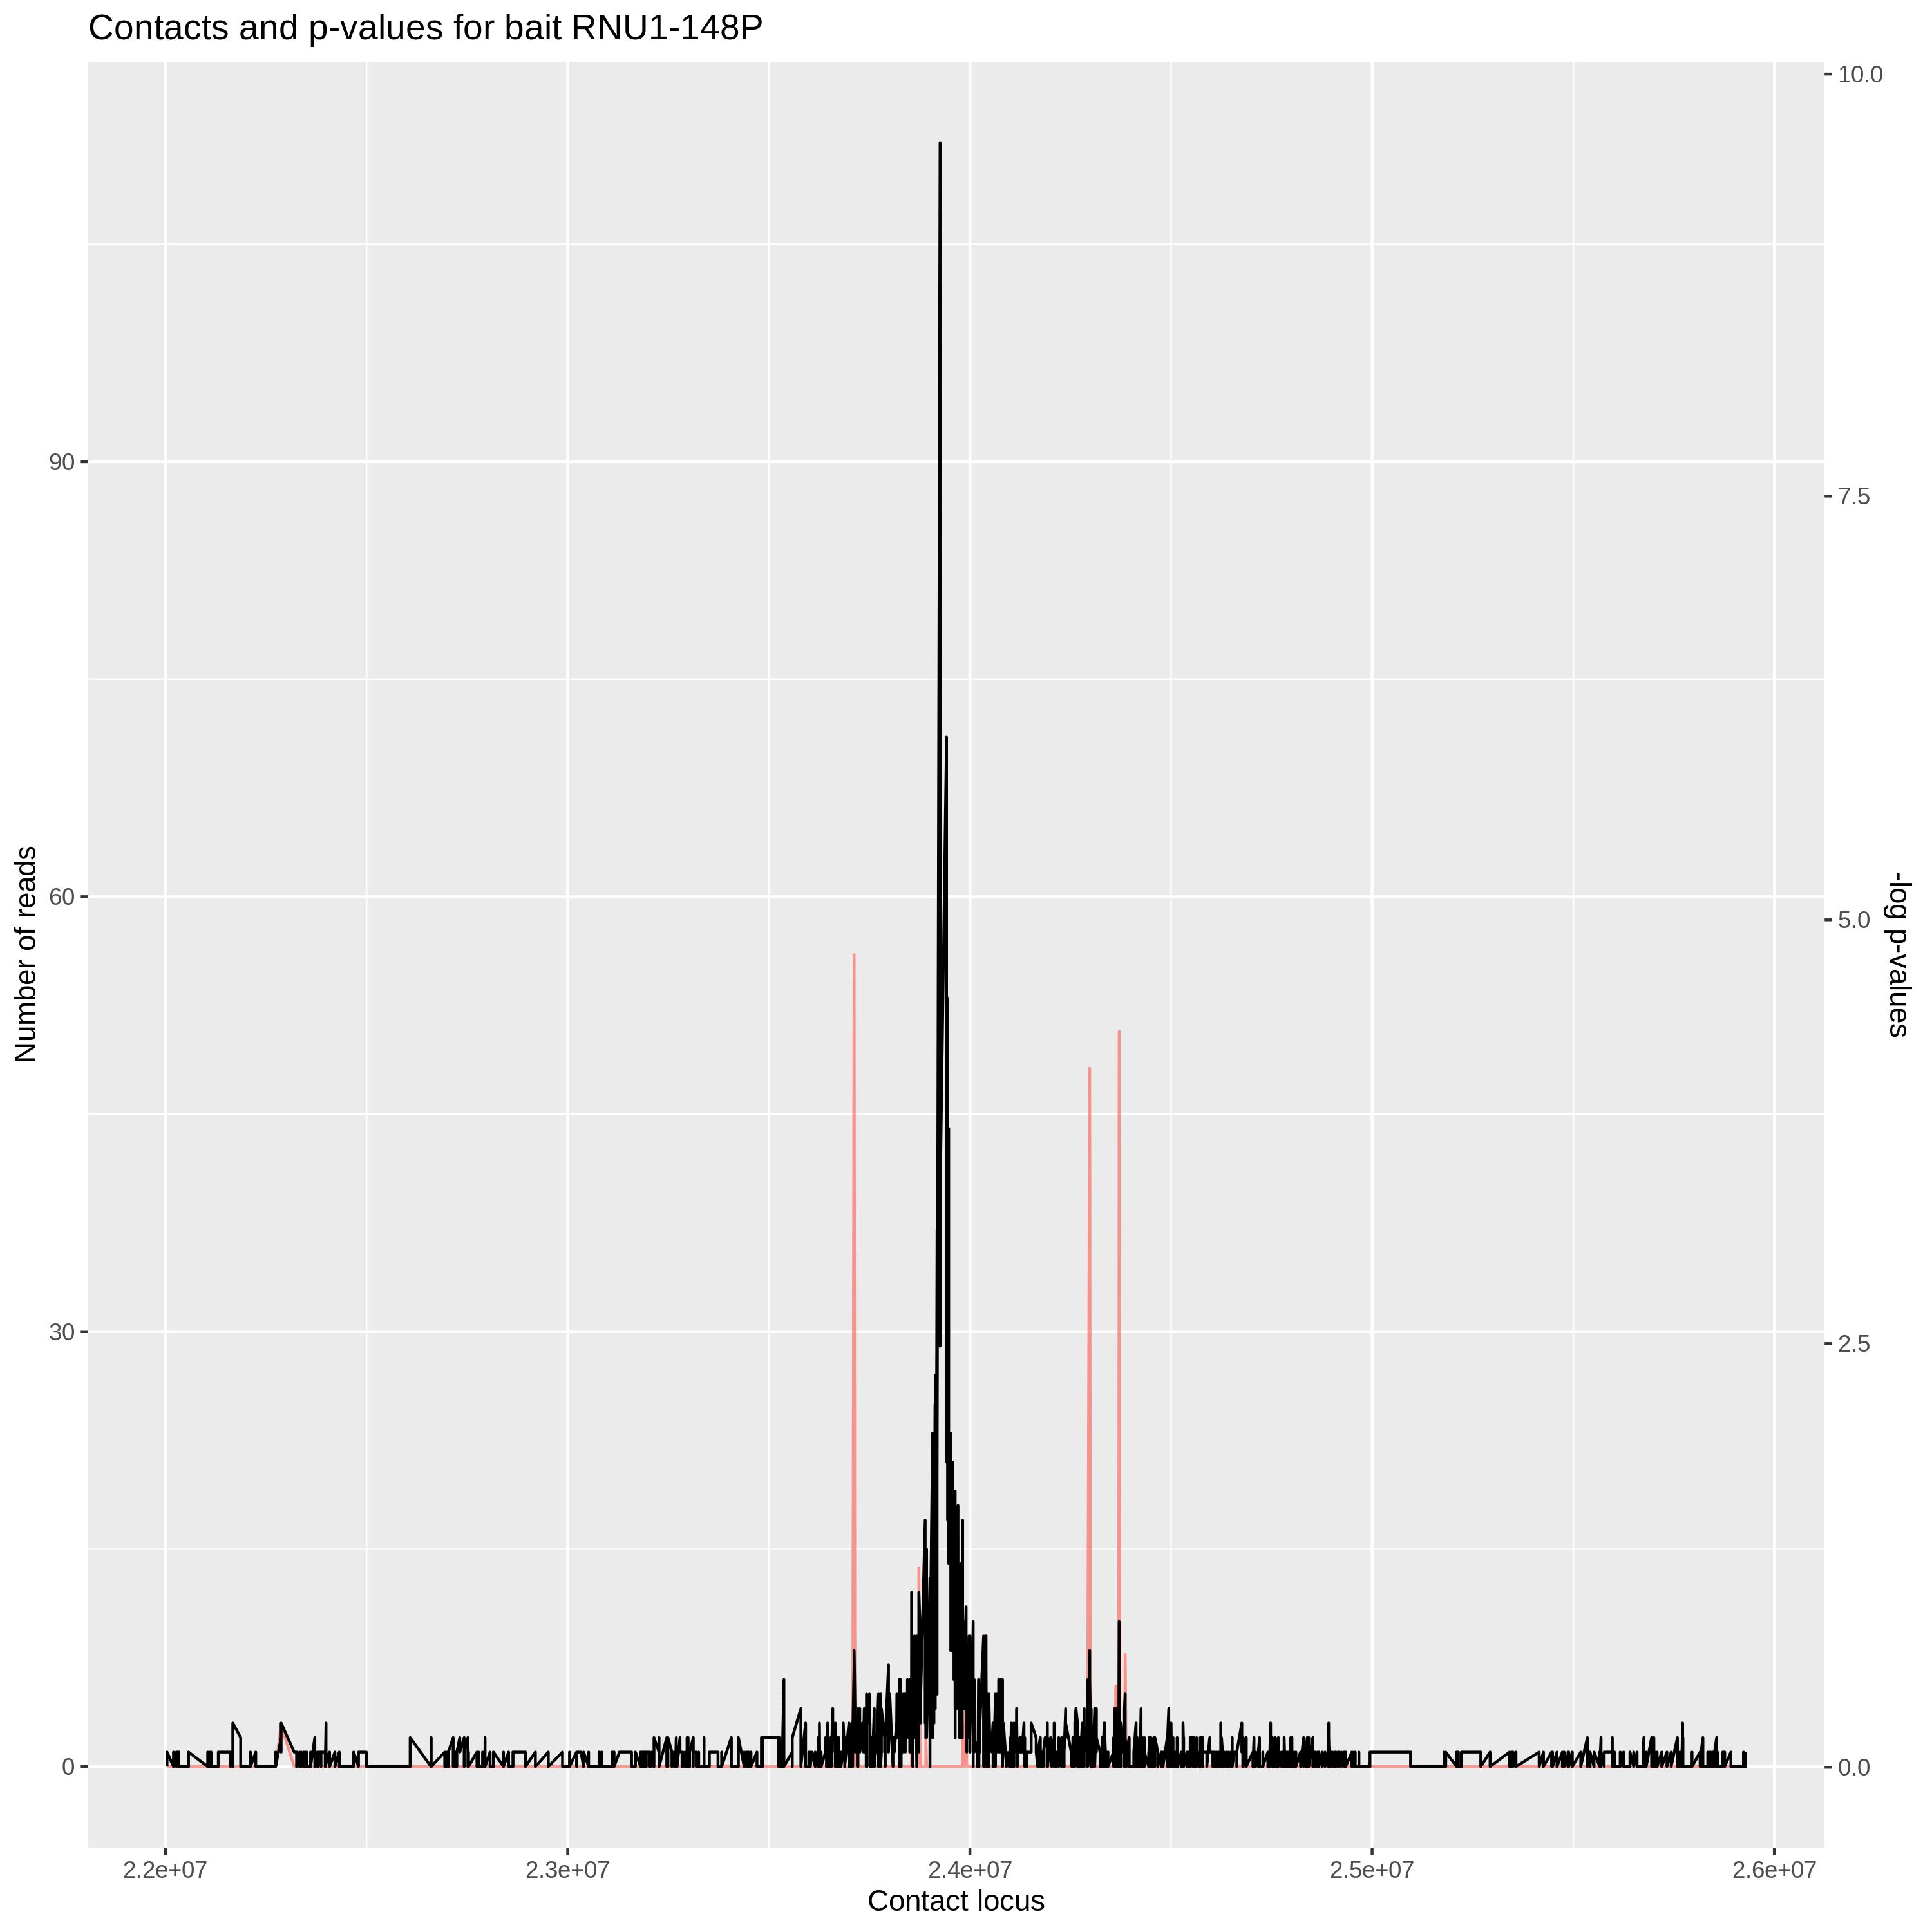 Contacts and p-values for bait RNU1-148P
Number of reads
90
60
30
0
10.0
7.5
5.0
2.5
0.0
-log p-values
2.2e+07
2.3e+07
2.4e+07
2.5e+07
2.6e+07
Contact locus